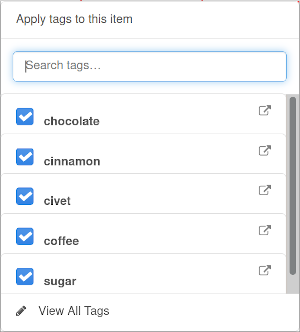 Apply tags to this item
Search tags...
chocolate
cinnamon
civet
coffee
sugar
View All Tags